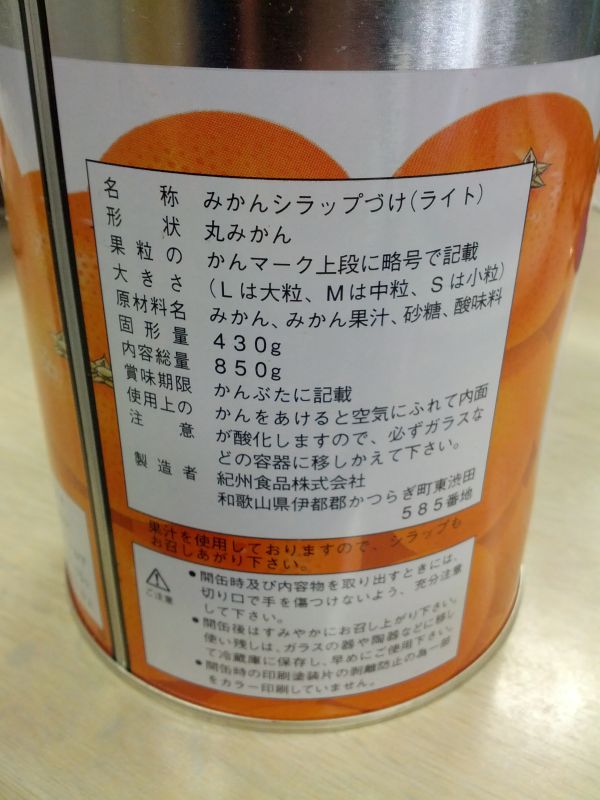 名称 みかんシラップづけ(ライト)
形状 丸みかん
果粒の大きさ かんマーク上段に略号で記載
(Lは大粒、Mは中粒、Sは小粒)
原材料名 みかん、みかん果汁、砂糖、酸味料
固形量 430g
内容総量 850g
賞味期限 かんぶたに記載
使用上の注意 かんをあけると空気にふれて内面
が酸化しますので、必ずガラスな
どの容器に移しかえて下さい。
製造者 紀州食品株式会社
和歌山県伊都郡かつらぎ町東渋田
585番地
果汁を使用しておりますので、シラップも
お召しあがり下さい。
ご注意
●開缶時及び内容物を取り出すときには、
切り口で手を傷つけないよう、充分注意
して下さい。
●開缶後はすみやかにお召し上がり下さい。
使い残しは、ガラスの器や陶器などに移し
て冷蔵庫に保存し、早めにご使用下さい。
●開缶時の印刷塗装片の剥離防止の為一部
をカラー印刷していません。